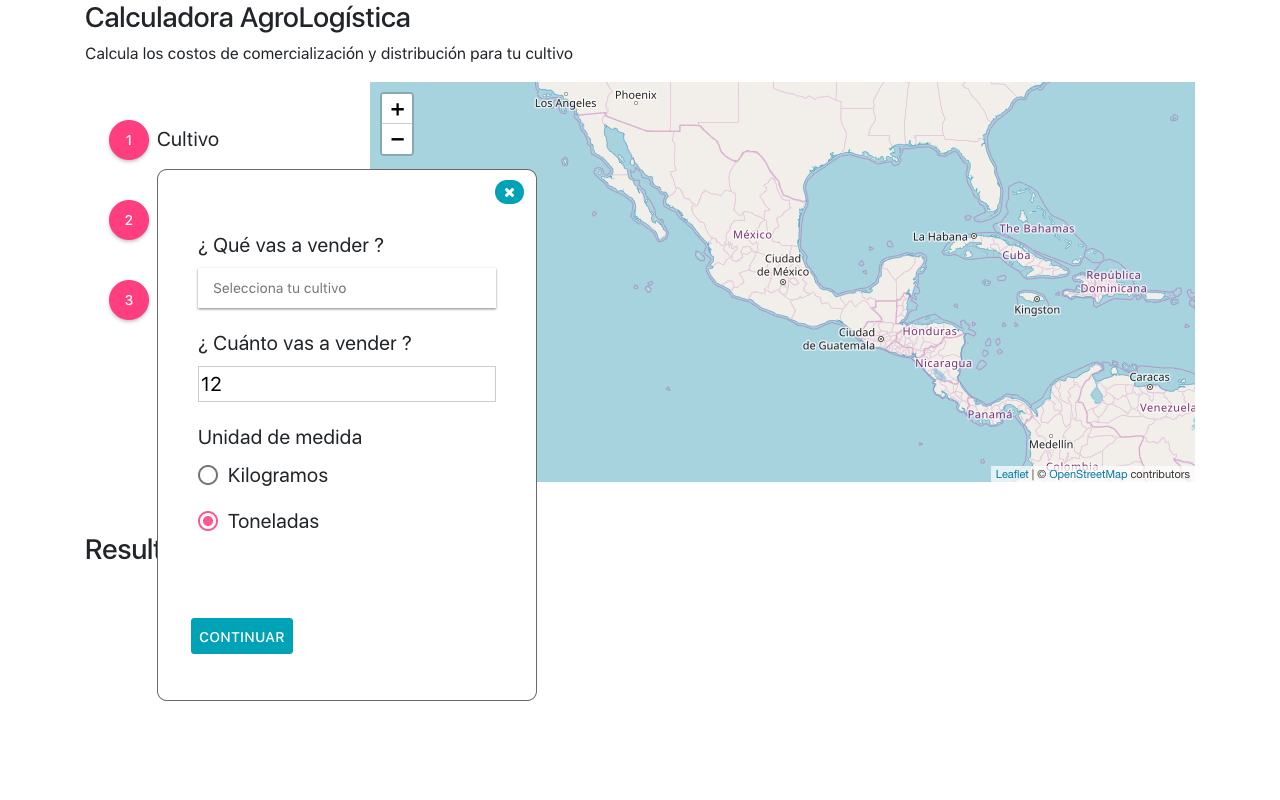 Calculadora AgroLogística
Calcula los costos de comercialización y distribución para tu cultivo
1
Cultivo
2
3
¿ Qué vas a vender ?
Selecciona tu cultivo
¿ Cuánto vas a vender ?
12
Unidad de medida
Kilogramos
Toneladas
CONTINUAR
Result
+
−
Los Angeles
Phoenix
México
Ciudad
de México
La Habana
The Bahamas
Cuba
República
Dominicana
Kingston
Ciudad
de Guatemala
Honduras
Nicaragua
Panamá
Caracas
Venezuela
Medellín
Colombia
Leaflet | © OpenStreetMap contributors